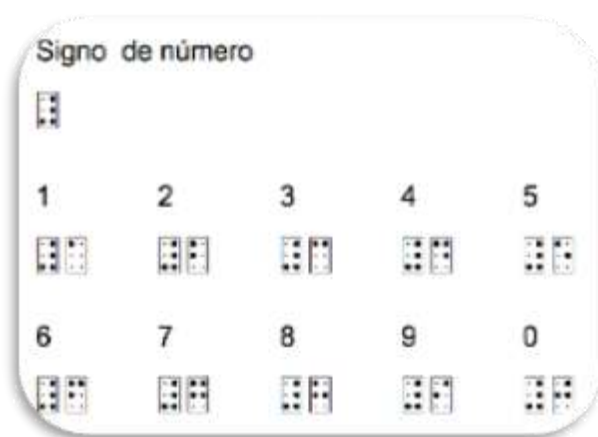 Signo de número
⠼
1 2 3 4 5
⠼⠁ ⠼⠃ ⠼⠉ ⠼⠙ ⠼⠑
6 7 8 9 0
⠼⠋ ⠼⠛ ⠼⠓ ⠼⠊ ⠼⠚